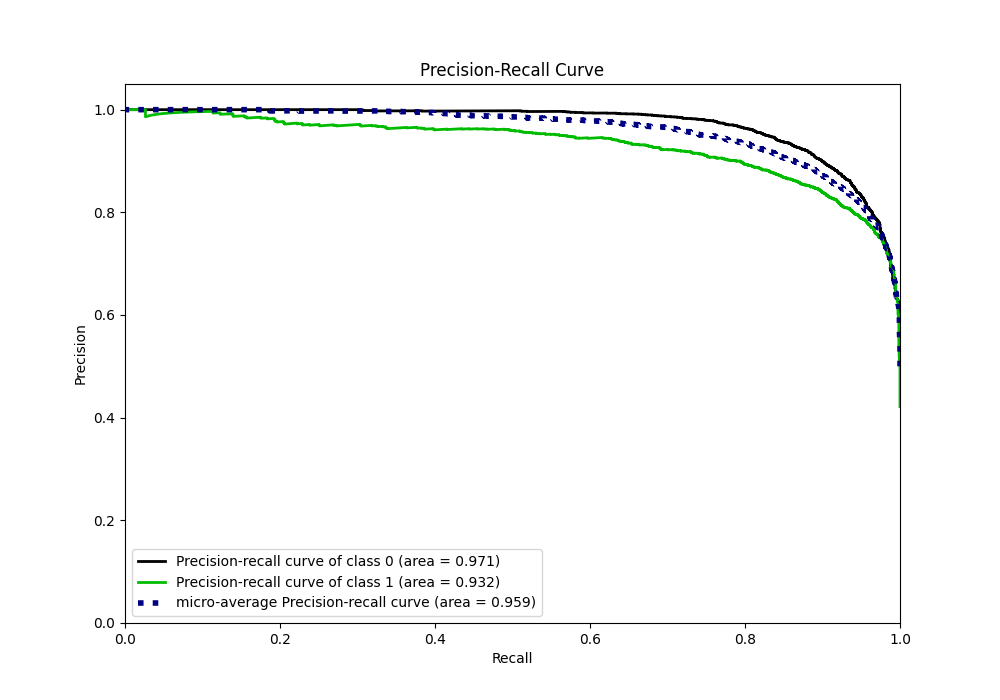 Precision-Recall Curve
1.0
0.8
0.6
0.4
0.2
0.0
Precision
Precision-recall curve of class 0 (area = 0.971)
Precision-recall curve of class 1 (area = 0.932)
micro-average Precision-recall curve (area = 0.959)
0.0 0.2 0.4 0.6 0.8 1.0
Recall